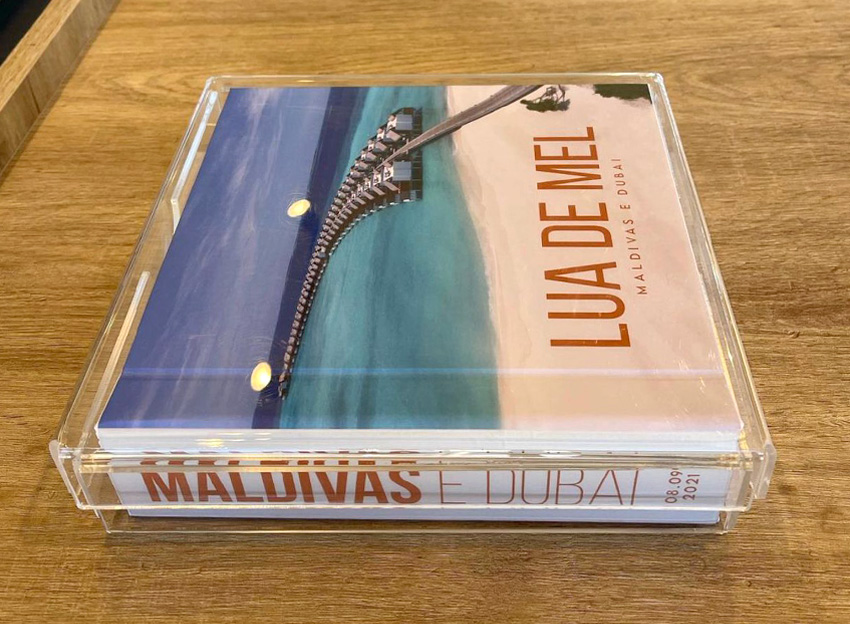 LUA DE MEL
MALDIVAS E DUBAI
MALDIVAS E DUBAI
08.09
2021